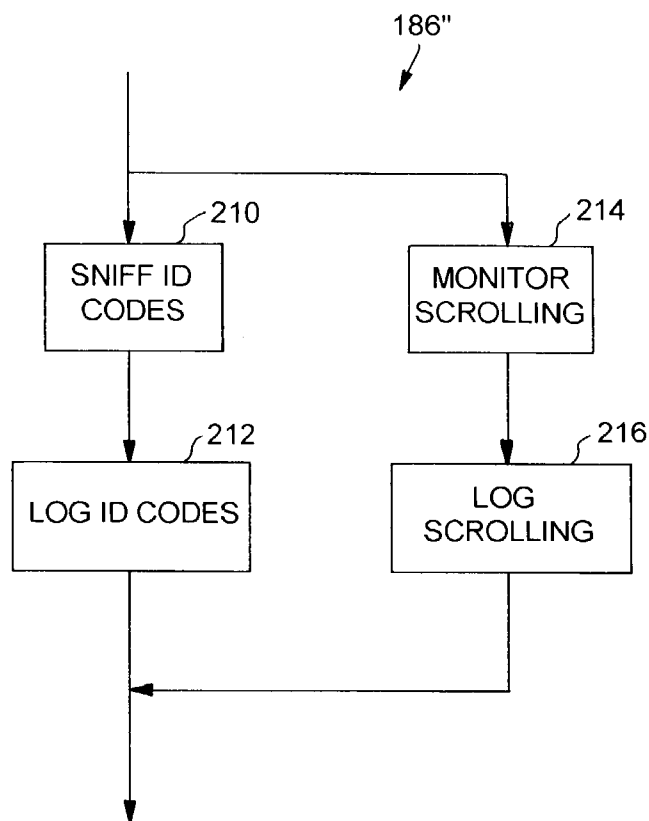 186"
210
SNIFF ID
CODES
214
MONITOR
SCROLLING
212
LOG ID CODES
216
LOG
SCROLLING